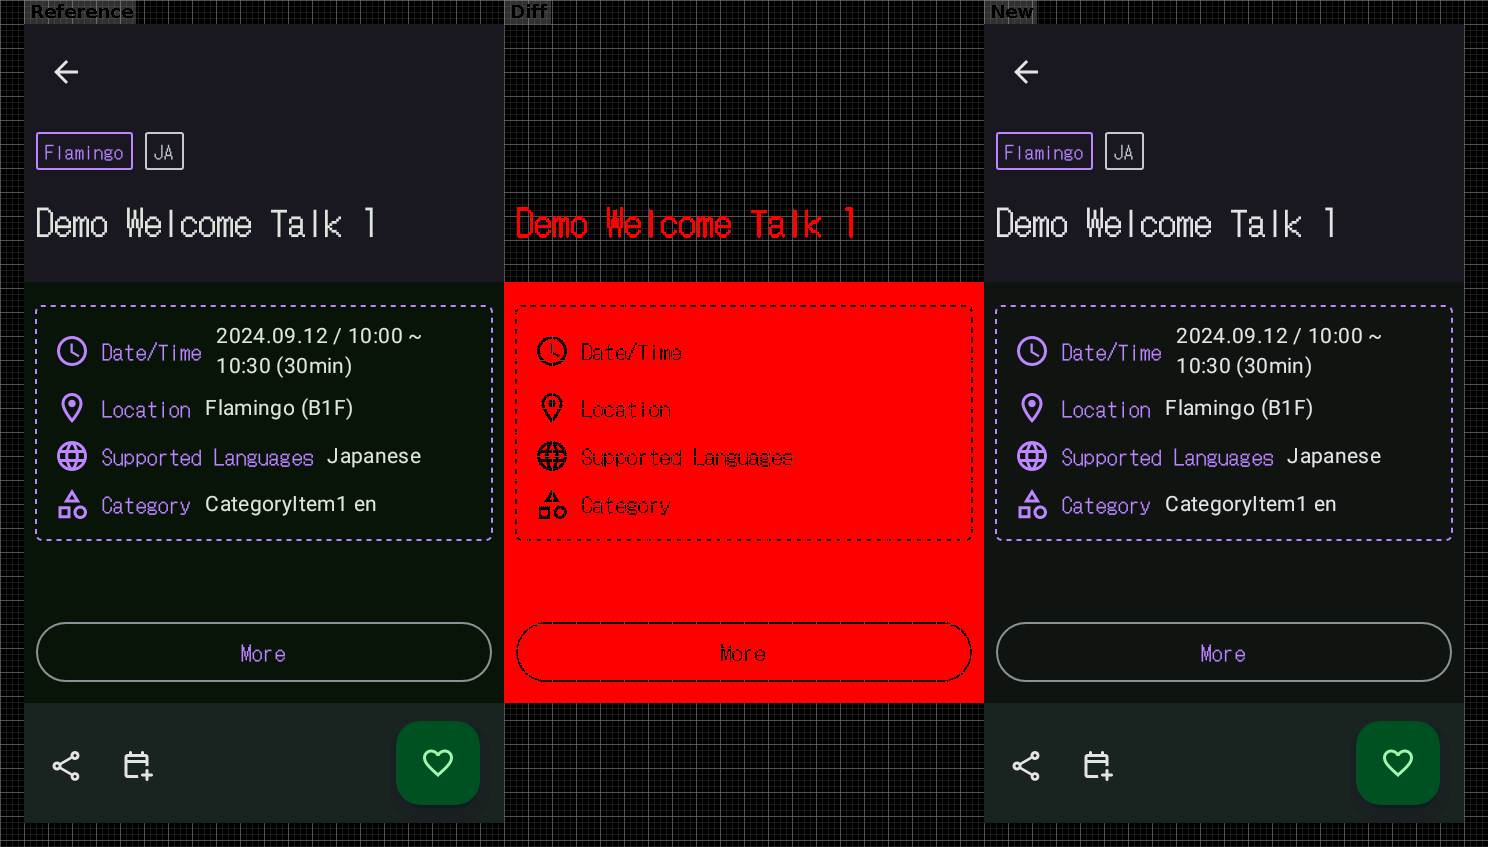 Reference
Diff
New
Flamingo JA
Demo Welcome Talk 1
Date/Time 2024.09.12 / 10:00 ~
10:30 (30min)
Location Flamingo (B1F)
Supported Languages Japanese
Category CategoryItem1 en
More
Demo Welcome Talk 1
Date/Time
Location
Supported Languages
Category
More
Flamingo JA
Demo Welcome Talk 1
Date/Time 2024.09.12 / 10:00 ~
10:30 (30min)
Location Flamingo (B1F)
Supported Languages Japanese
Category CategoryItem1 en
More